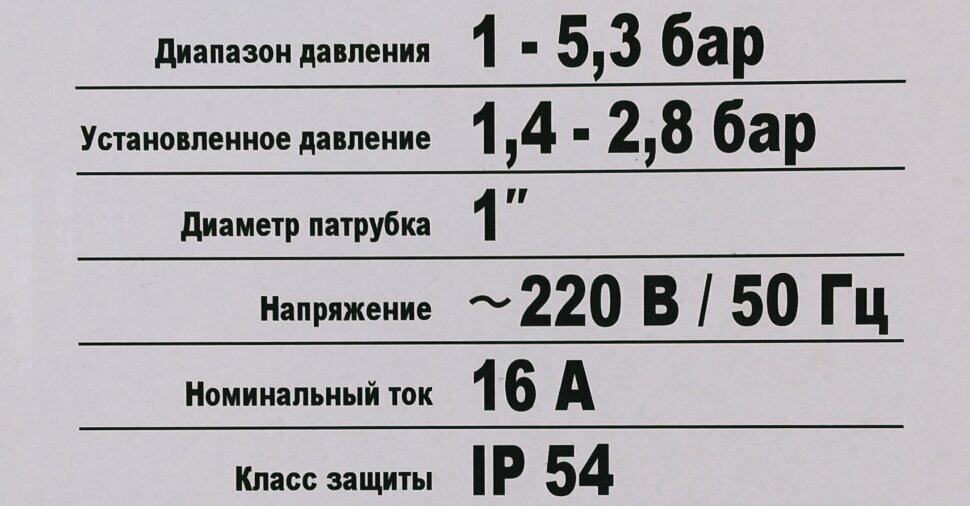 Диапазон давления 1 - 5,3 бар
Установленное давление 1,4 - 2,8 бар
Диаметр патрубка 1"
Напряжение ~220 В / 50 Гц
Номинальный ток 16 А
Класс защиты IP 54